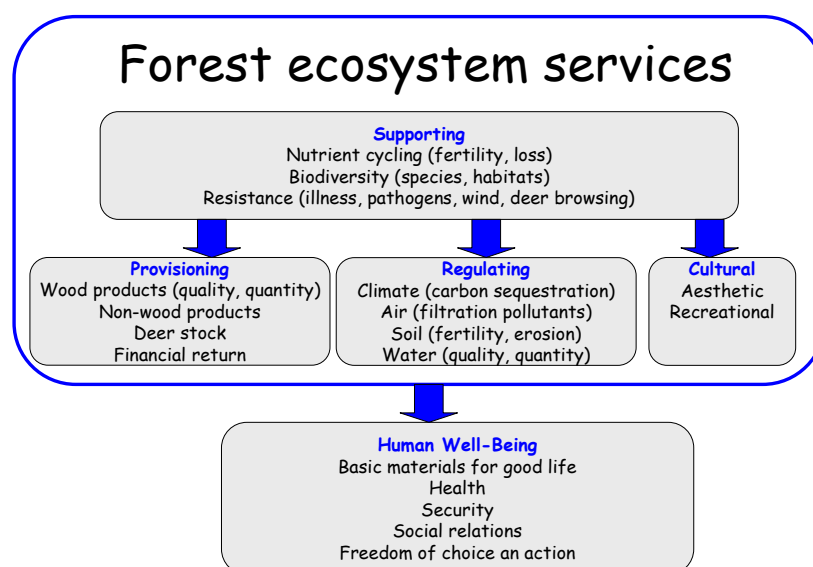 Forest ecosystem services
Supporting
Nutrient cycling (fertility, loss)
Biodiversity (species, habitats)
Resistance (illness, pathogens, wind, deer browsing)
Provisioning
Wood products (quality, quantity)
Non-wood products
Deer stock
Financial return
Regulating
Climate (carbon sequestration)
Air (filtration pollutants)
Soil (fertility, erosion)
Water (quality, quantity)
Cultural
Aesthetic
Recreational
Human Well-Being
Basic materials for good life
Health
Security
Social relations
Freedom of choice an action